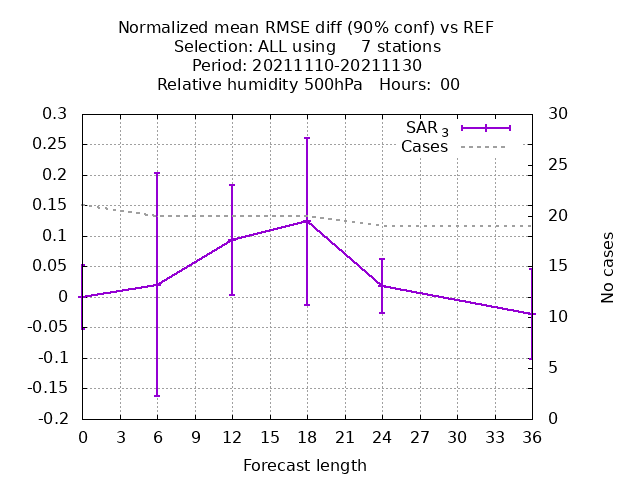 Normalized mean RMSE diff (90% conf) vs REF
Selection: ALL using 7 stations
Period: 20211110-20211130
Relative humidity 500hPa Hours: 00
0.3
0.25
0.2
0.15
0.1
0.05
0
-0.05
-0.1
-0.15
-0.2
SAR 3
Cases
30
25
20
15
10
5
0
No cases
0 3 6 9 12 15 18 21 24 27 30 33 36
Forecast length